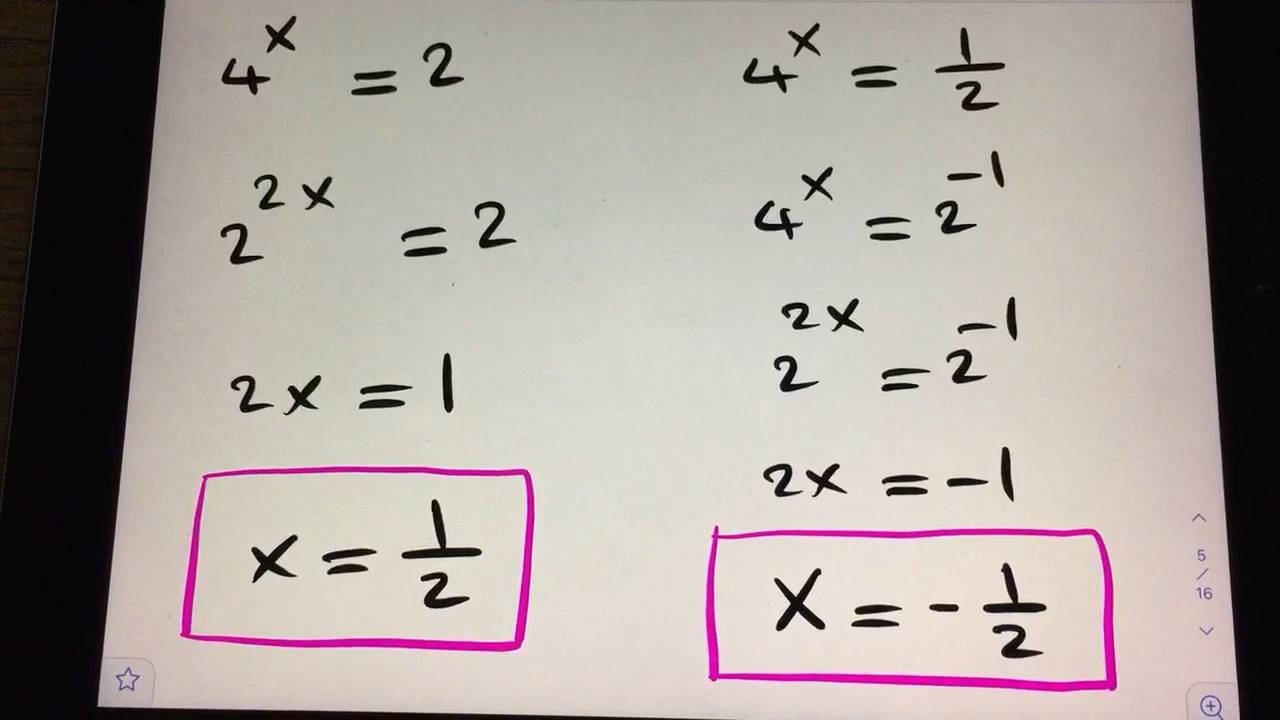 4^x = 2
2^{2x} = 2
2x = 1
x = 1/2
4^x = 1/2
4^x = 2^{-1}
2^{2x} = 2^{-1}
2x = -1
x = -1/2
5
/
16